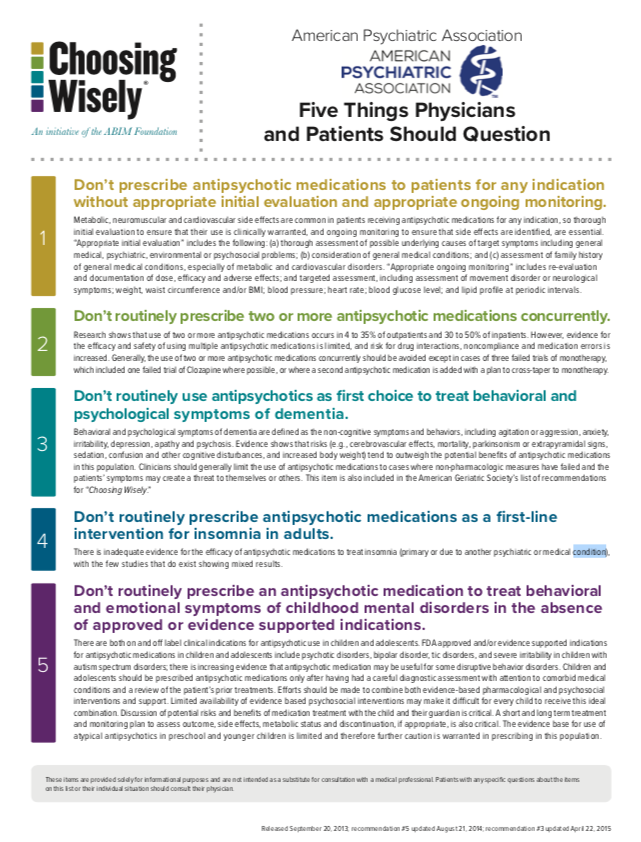 Choosing
Wisely®
An initiative of the ABIM Foundation
American Psychiatric Association
AMERICAN
PSYCHIATRIC
ASSOCIATION
Five Things Physicians
and Patients Should Question
1
Don’t prescribe antipsychotic medications to patients for any indication
without appropriate initial evaluation and appropriate ongoing monitoring.
Metabolic, neuromuscular and cardiovascular side effects are common in patients receiving antipsychotic medications for any indication, so thorough
initial evaluation to ensure that their use is clinically warranted, and ongoing monitoring to ensure that side effects are identified, are essential.
“Appropriate initial evaluation” includes the following: (a) thorough assessment of possible underlying causes of target symptoms including general
medical, psychiatric, environmental or psychosocial problems; (b) consideration of general medical conditions; and (c) assessment of family history
of general medical conditions, especially of metabolic and cardiovascular disorders. “Appropriate ongoing monitoring” includes re-evaluation
and documentation of dose, efficacy and adverse effects; and targeted assessment, including assessment of movement disorder or neurological
symptoms; weight, waist circumference and/or BMI; blood pressure; heart rate; blood glucose level; and lipid profile at periodic intervals.
2
Don’t routinely prescribe two or more antipsychotic medications concurrently.
Research shows that use of two or more antipsychotic medications occurs in 4 to 35% of outpatients and 30 to 50% of inpatients. However, evidence for
the efficacy and safety of using multiple antipsychotic medications is limited, and risk for drug interactions, noncompliance and medication errors is
increased. Generally, the use of two or more antipsychotic medications concurrently should be avoided except in cases of three failed trials of monotherapy,
which included one failed trial of Clozapine where possible, or where a second antipsychotic medication is added with a plan to cross-taper to monotherapy.
3
Don’t routinely use antipsychotics as first choice to treat behavioral and
psychological symptoms of dementia.
Behavioral and psychological symptoms of dementia are defined as the non-cognitive symptoms and behaviors, including agitation or aggression, anxiety,
irritability, depression, apathy and psychosis. Evidence shows that risks (e.g., cerebrovascular effects, mortality, parkinsonism or extrapyramidal signs,
sedation, confusion and other cognitive disturbances, and increased body weight) tend to outweigh the potential benefits of antipsychotic medications
in this population. Clinicians should generally limit the use of antipsychotic medications to cases where non-pharmacologic measures have failed and the
patients’ symptoms may create a threat to themselves or others. This item is also included in the American Geriatric Society’s list of recommendations
for “Choosing Wisely.”
4
Don’t routinely prescribe antipsychotic medications as a first-line
intervention for insomnia in adults.
There is inadequate evidence for the efficacy of antipsychotic medications to treat insomnia (primary or due to another psychiatric or medical condition),
with the few studies that do exist showing mixed results.
5
Don’t routinely prescribe an antipsychotic medication to treat behavioral
and emotional symptoms of childhood mental disorders in the absence
of approved or evidence supported indications.
There are both on and off label clinical indications for antipsychotic use in children and adolescents. FDA approved and/or evidence supported indications
for antipsychotic medications in children and adolescents include psychotic disorders, bipolar disorder, tic disorders, and severe irritability in children with
autism spectrum disorders; there is increasing evidence that antipsychotic medication may be useful for some disruptive behavior disorders. Children and
adolescents should be prescribed antipsychotic medications only after having had a careful diagnostic assessment with attention to comorbid medical
conditions and a review of the patient’s prior treatments. Efforts should be made to combine both evidence-based pharmacological and psychosocial
interventions and support. Limited availability of evidence based psychosocial interventions may make it difficult for every child to receive this ideal
combination. Discussion of potential risks and benefits of medication treatment with the child and their guardian is critical. A short and long term treatment
and monitoring plan to assess outcome, side effects, metabolic status and discontinuation, if appropriate, is also critical. The evidence base for use of
atypical antipsychotics in preschool and younger children is limited and therefore further caution is warranted in prescribing in this population.
These items are provided solely for informational purposes and are not intended as a substitute for consultation with a medical professional. Patients with any specific questions about the items
on this list or their individual situation should consult their physician.
Released September 20, 2013; recommendation #5 updated August 21, 2014; recommendation #3 updated April 22, 2015